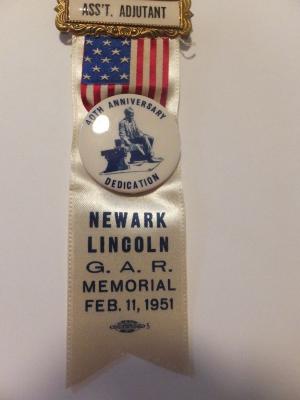 ASS'T. ADJUTANT
40TH ANNIVERSARY
DEDICATION
NEWARK
LINCOLN
G. A. R.
MEMORIAL
FEB. 11, 1951